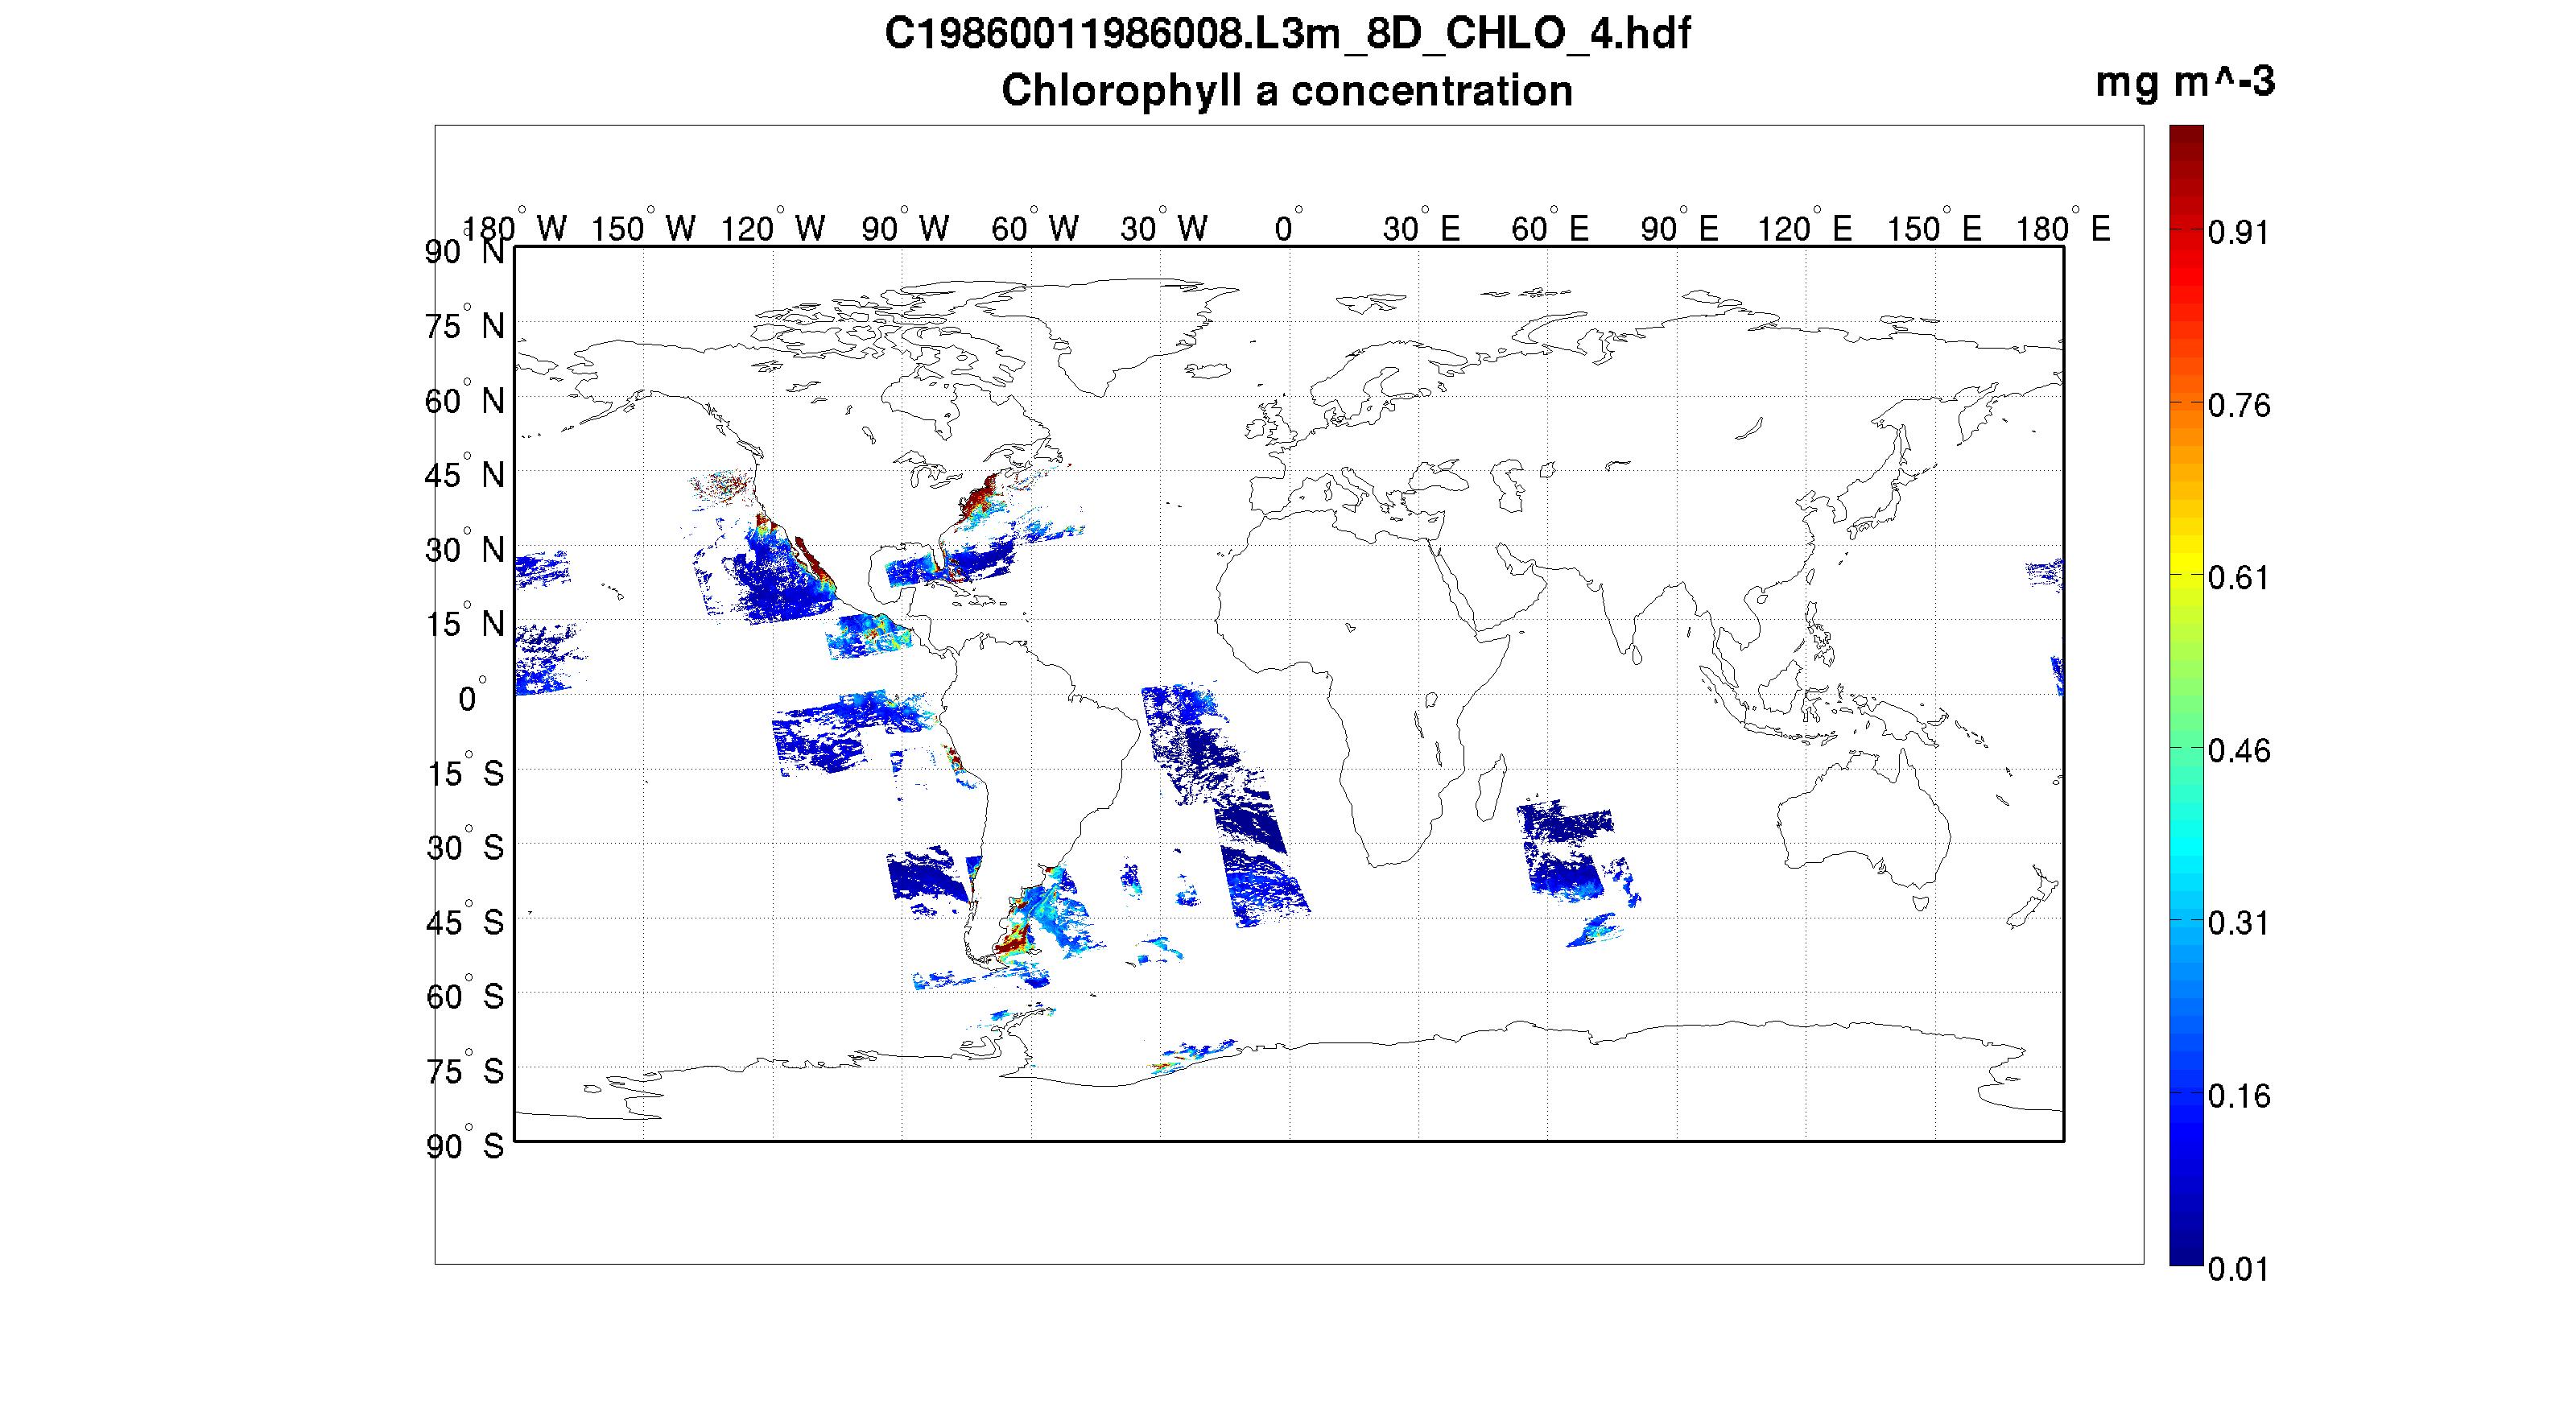 C19860011986008.L3m_8D_CHLO_4.hdf
Chlorophyll a concentration
mg m^-3
180° W 150° W 120° W 90° W 60° W 30° W 0° 30° E 60° E 90° E 120° E 150° E 180° E
90° N
75° N
60° N
45° N
30° N
15° N
0°
15° S
30° S
45° S
60° S
75° S
90° S
0.91
0.76
0.61
0.46
0.31
0.16
0.01